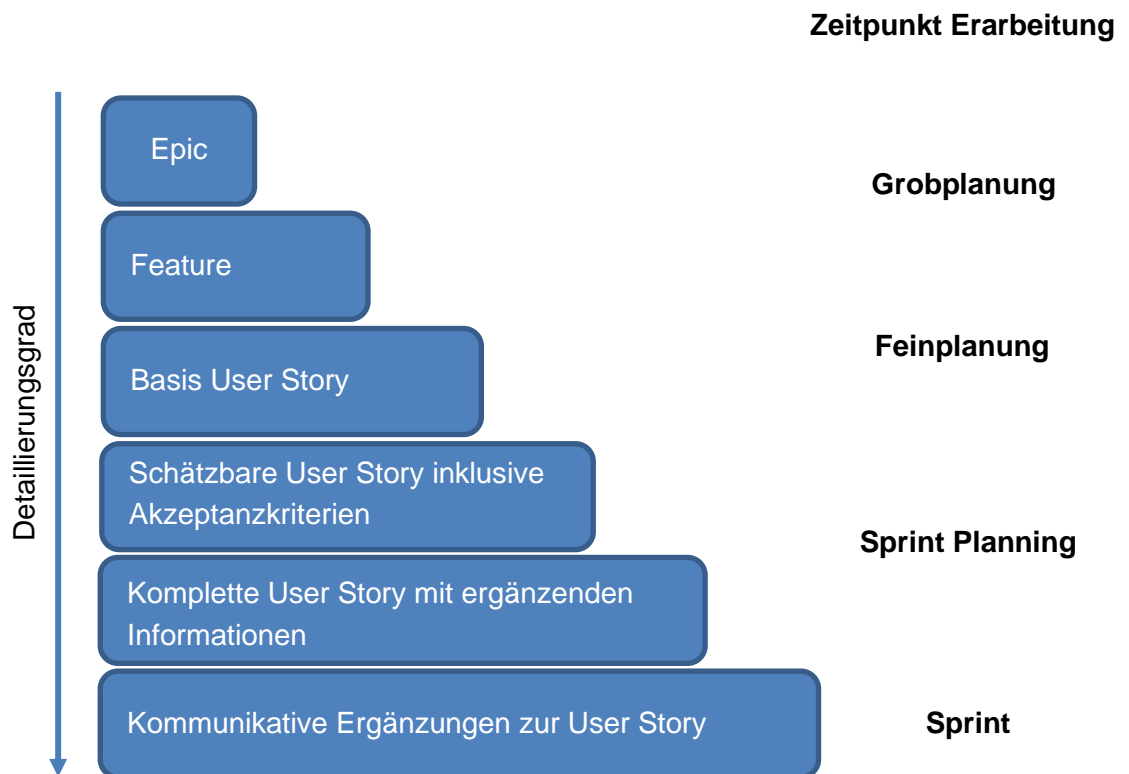 Zeitpunkt Erarbeitung
Epic
Grobplanung
Feature
Feinplanung
Basis User Story
Detaillierungsgrad
Schätzbare User Story inklusive
Akzeptanzkriterien
Sprint Planning
Komplette User Story mit ergänzenden
Informationen
Kommunikative Ergänzungen zur User Story
Sprint